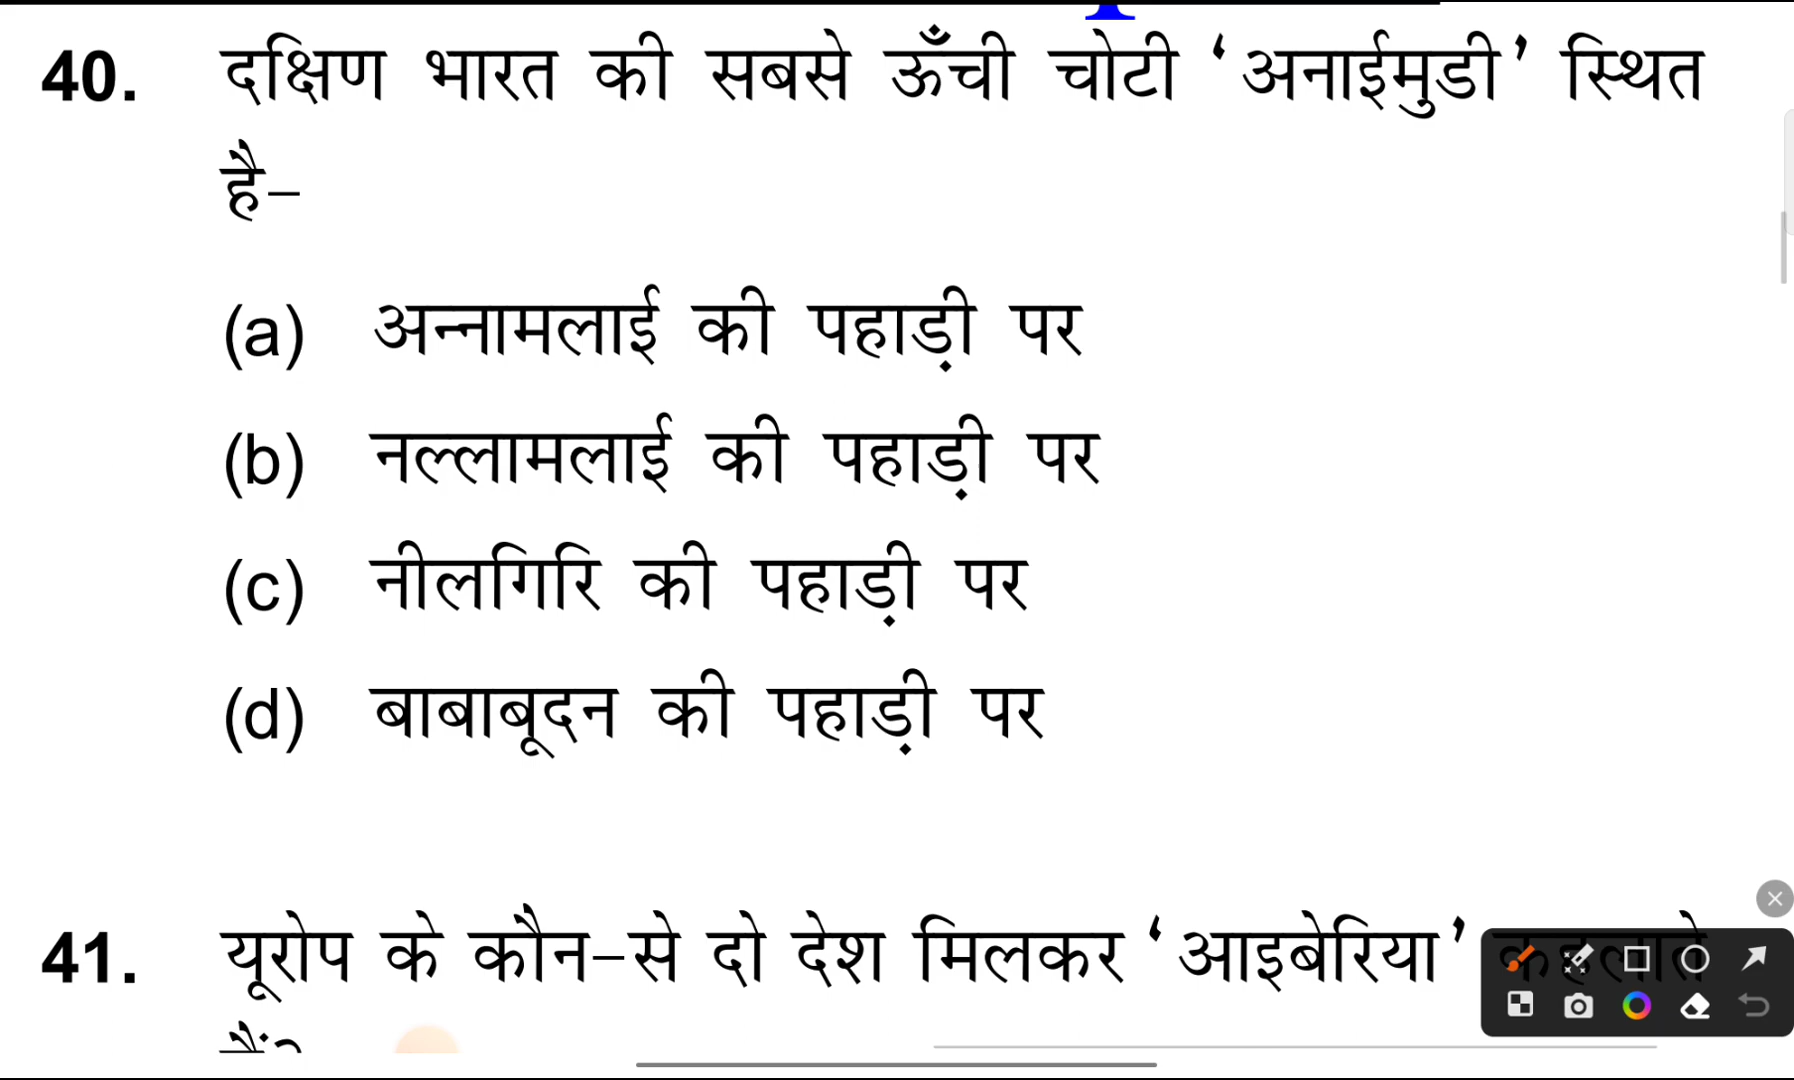 40. दक्षिण भारत की सबसे ऊँची चोटी ‘अनाईमुडी’ स्थित
है–
(a) अन्नामलाई की पहाड़ी पर
(b) नल्लामलाई की पहाड़ी पर
(c) नीलगिरि की पहाड़ी पर
(d) बाबाबूदन की पहाड़ी पर
41. यूरोप के कौन–से दो देश मिलकर ‘आइबेरिया’ कहलाते